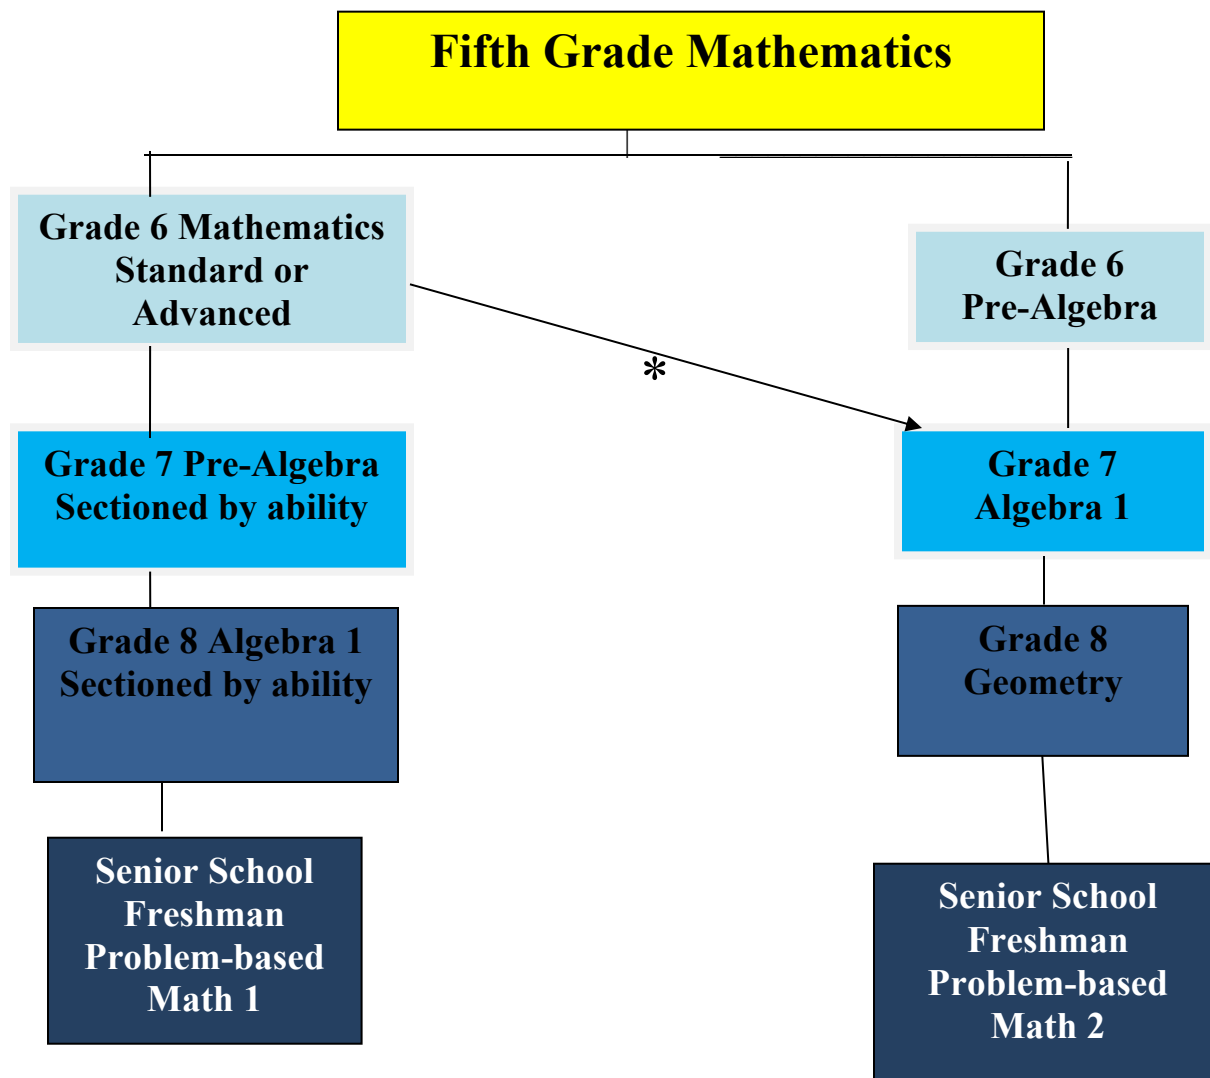 Fifth Grade Mathematics
Grade 6 Mathematics
Standard or
Advanced
Grade 6
Pre-Algebra
*
Grade 7 Pre-Algebra
Sectioned by ability
Grade 7
Algebra 1
Grade 8 Algebra 1
Sectioned by ability
Grade 8
Geometry
Senior School
Freshman
Problem-based
Math 1
Senior School
Freshman
Problem-based
Math 2